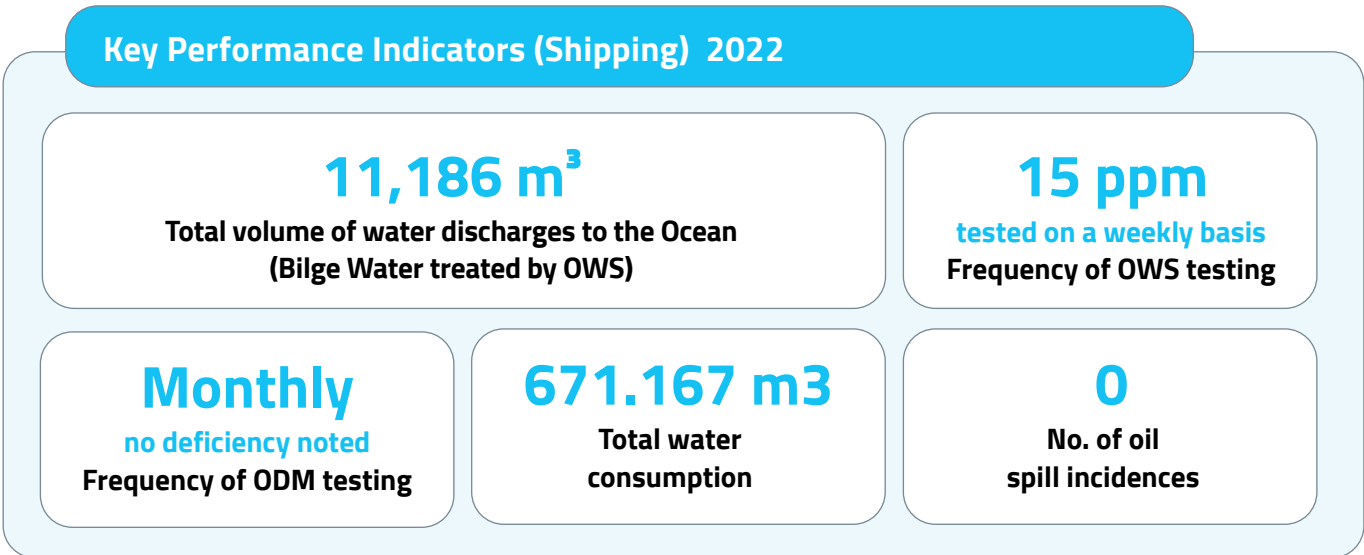 Key Performance Indicators (Shipping) 2022
11,186 m³
Total volume of water discharges to the Ocean
(Bilge Water treated by OWS)
15 ppm
tested on a weekly basis
Frequency of OWS testing
Monthly
no deficiency noted
Frequency of ODM testing
671.167 m3
Total water
consumption
0
No. of oil
spill incidences